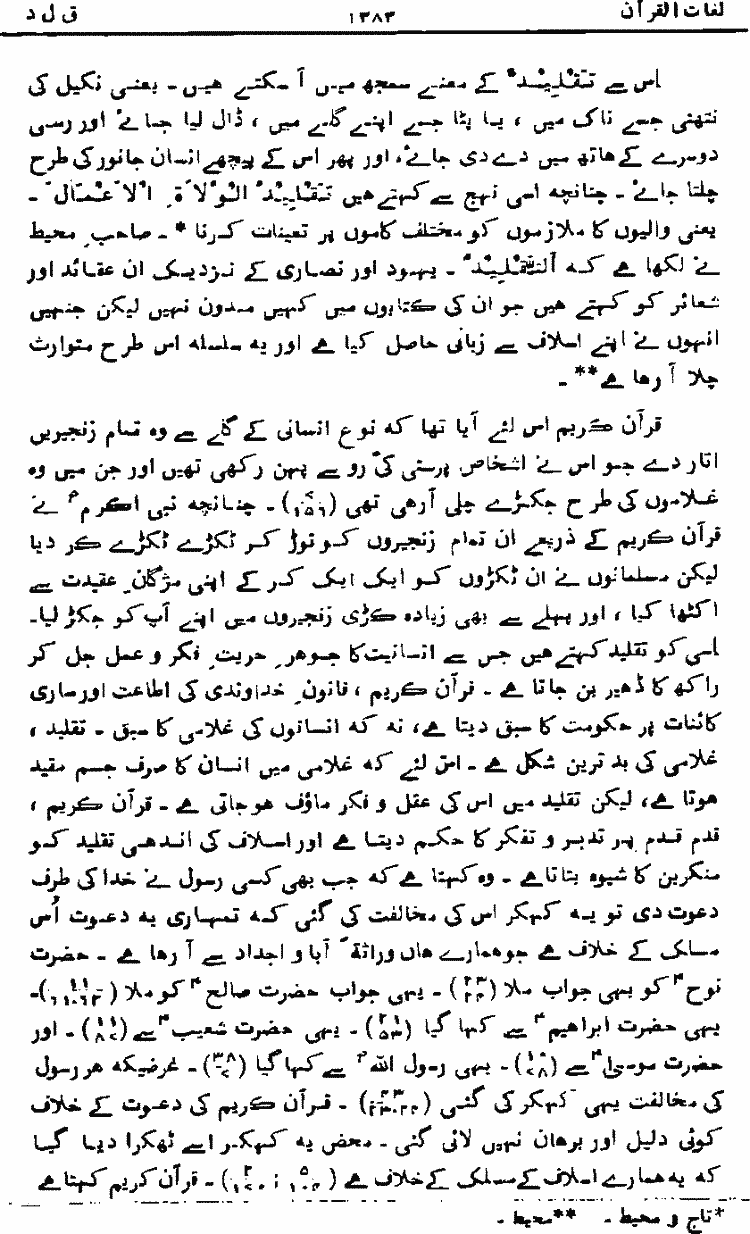 لغات القرآن ۱۳۸۳ ق ل د
اس سے تَقْلِیْدٌ کے معنے سمجھ میں آ سکتے ہیں ۔ یعنی نکیل کی
نتھنی جسے ناک میں ، یا پٹا جسے اپنے گلے میں ، ڈال لیا جائے اور رسی
دوسرے کے ہاتھ میں دے دی جائے، اور پھر اس کے پیچھے انسان جانور کی طرح
چلتا جائے ۔ چنانچہ اسی نہج سے کہتے ہیں تَقْلِیْدُ الْوُلَاۃِ الْاَعْمَالَ ۔
یعنی والیوں کا ملازموں کو مختلف کاموں پر تعینات کرنا * ۔ صاحبِ محیط
نے لکھا ہے کہ اَلتَّقْلِیْدُ ۔ یہود اور نصاری کے نزدیک ان عقائد اور
شعائر کو کہتے ہیں جو ان کی کتابوں میں کہیں مدون نہیں لیکن جنہیں
انہوں نے اپنے اسلاف سے زبانی حاصل کیا ہے اور یہ سلسلہ اس طرح متوارث
چلا آ رہا ہے ** ۔
قرآن کریم اس لئے آیا تھا کہ نوع انسانی کے گلے سے وہ تمام زنجیریں
اتار دے جو اس نے اشخاص پرستی کی رو سے پہن رکھی تھیں اور جن میں وہ
غلاموں کی طرح جکڑے چلی آرہی تھی (۷/۱۵۷) ۔ چنانچہ نبی اکرمؐ نے
قرآن کریم کے ذریعے ان تمام زنجیروں کو توڑ کر ٹکڑے ٹکڑے کر دیا
لیکن مسلمانوں نے ان ٹکڑوں کو ایک ایک کر کے اپنی مژگانِ عقیدت سے
اکٹھا کیا ، اور پہلے سے بھی زیادہ کڑی زنجیروں میں اپنے آپ کو جکڑ لیا۔
اسی کو تقلید کہتے ہیں جس سے انسانیت کا جوھر، حریتِ فکر و عمل جل کر
راکھ کا ڈھیر بن جاتا ہے ۔ قرآن کریم ، قانونِ خداوندی کی اطاعت اور ساری
کائنات پر حکومت کا سبق دیتا ہے، نہ کہ انسانوں کی غلامی کا سبق ۔ تقلید ،
غلامی کی بد ترین شکل ہے ۔ اس لئے کہ غلامی میں انسان کا صرف جسم مقید
ہوتا ہے، لیکن تقلید میں اس کی عقل و فکر ماؤف ہو جاتی ہے ۔ قرآن کریم ،
قدم قدم پر تدبر و تفکر کا حکم دیتا ہے اور اسلاف کی اندھی تقلید کو
منکرین کا شیوہ بتاتا ہے ۔ وہ کہتا ہے کہ جب بھی کسی رسول نے خدا کی طرف
دعوت دی تو یہ کہکر اس کی مخالفت کی گئی کہ تمہاری یہ دعوت اُس
مسلک کے خلاف ہے جو ہمارے ہاں وراثۃً آبا و اجداد سے آ رہا ہے ۔ حضرت
نوحؑ کو یہی جواب ملا (۲۳/۲۴) ۔ یہی جواب حضرت صالحؑ کو ملا
یہی حضرت ابراھیمؑ سے کہا گیا (۲۱/۵۳) ۔ یہی حضرت شعیبؑ سے (۱۱/۸۷) ۔ اور
حضرت موسیٰؑ سے (۱۰/۷۸) ۔ یہی رسول اللهؐ سے کہا گیا (۳۸/۷) ۔ غرضیکہ ہر رسول
کی مخالفت یہی کہکر کی گئی (۴۳/۲۳-۲۲) ۔ قرآن کریم کی دعوت کے خلاف
کوئی دلیل اور برھان نہیں لائی گئی ۔ محض یہ کہکر اسے ٹھکرا دیا گیا
کہ یہ ہمارے اسلاف کے مسلک کے خلاف ہے (۲/۱۷۰ ; ۵/۱۰۴) ۔ قرآن کریم کہتا ہے
*تاج و محیط ۔ **محیط ۔